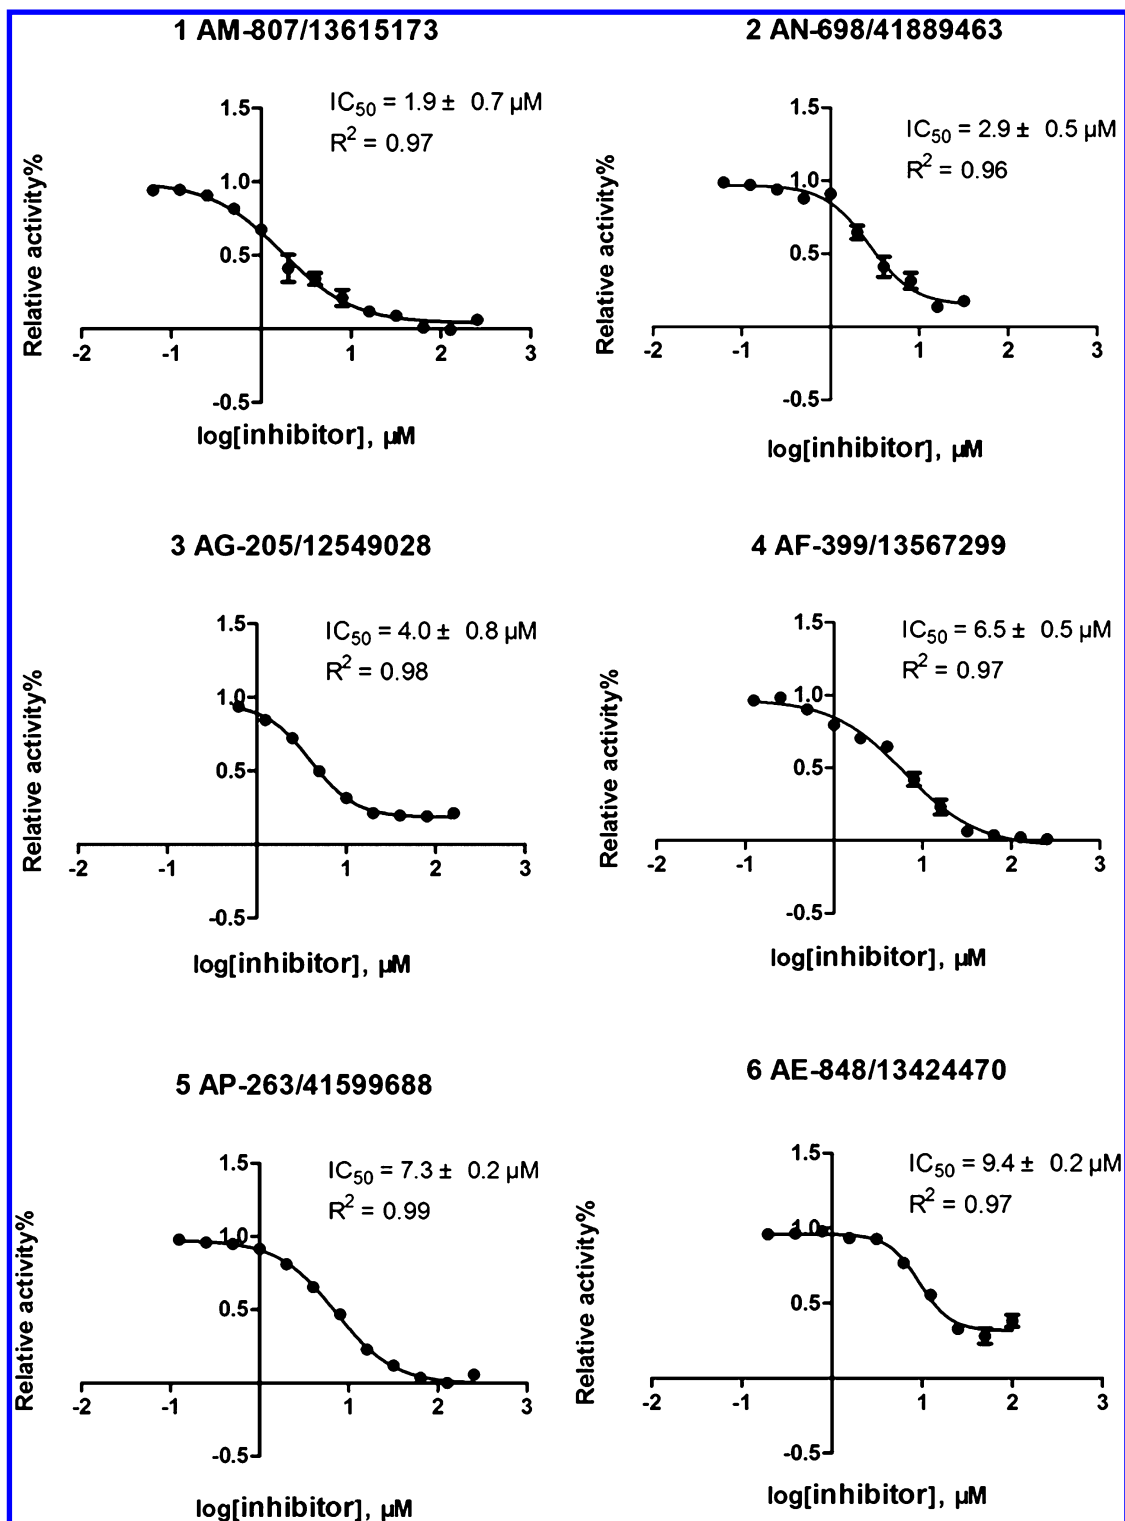 1 AM-807/13615173
IC50 = 1.9 ± 0.7 µM
R2 = 0.97
Relative activity%
1.5
1.0
0.5
-0.5
-2
-1
1
2
3
log[inhibitor], µM
2 AN-698/41889463
IC50 = 2.9 ± 0.5 µM
R2 = 0.96
Relative activity%
1.5
1.0
0.5
-0.5
-2
-1
1
2
3
log[inhibitor], µM
3 AG-205/12549028
IC50 = 4.0 ± 0.8 µM
R2 = 0.98
Relative activity%
1.5
1.0
0.5
-0.5
-2
-1
1
2
3
log[inhibitor], µM
4 AF-399/13567299
IC50 = 6.5 ± 0.5 µM
R2 = 0.97
Relative activity%
1.5
1.0
0.5
-0.5
-2
-1
1
2
3
log[inhibitor], µM
5 AP-263/41599688
IC50 = 7.3 ± 0.2 µM
R2 = 0.99
Relative activity%
1.5
1.0
0.5
-0.5
-2
-1
1
2
3
log[inhibitor], µM
6 AE-848/13424470
IC50 = 9.4 ± 0.2 µM
R2 = 0.97
Relative activity%
1.5
1.0
0.5
-0.5
-2
-1
1
2
3
log[inhibitor], µM